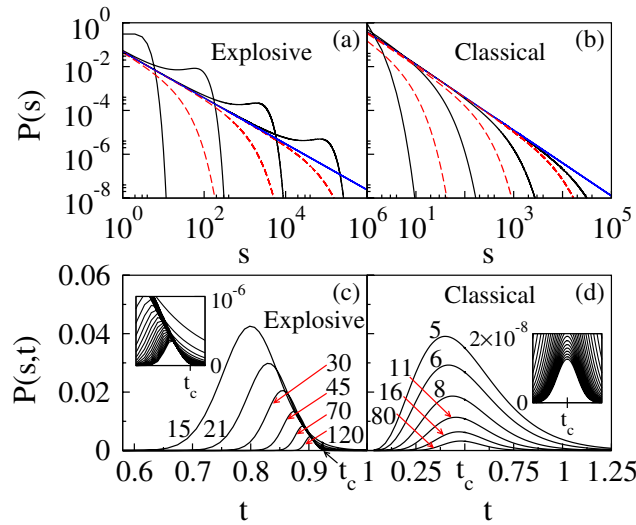 10^0
10^-2
10^-4
10^-6
10^-8
P(s)
(a)
Explosive
(b)
Classical
10^0
10^2
10^4
10^6
10^1
10^3
10^5
s
s
0.06
0.04
0.02
0
P(s,t)
10^-6
0
t_c
(c)
Explosive
30
45
70
120
15
21
t_c
0.6
0.7
0.8
0.9
1
t
(d)
Classical
5
6
8
11
16
80
2×10^-8
t_c
0.25
t_c
0.75
1
1.25
t